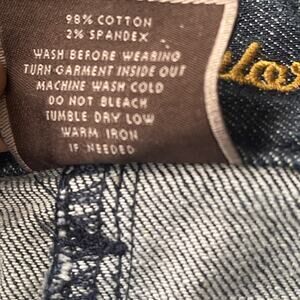 98% COTTON
2% SPANDEX
WASH BEFORE WEARING
TURN GARMENT INSIDE OUT
MACHINE WASH COLD
DO NOT BLEACH
TUMBLE DRY LOW
WARM IRON
IF NEEDED